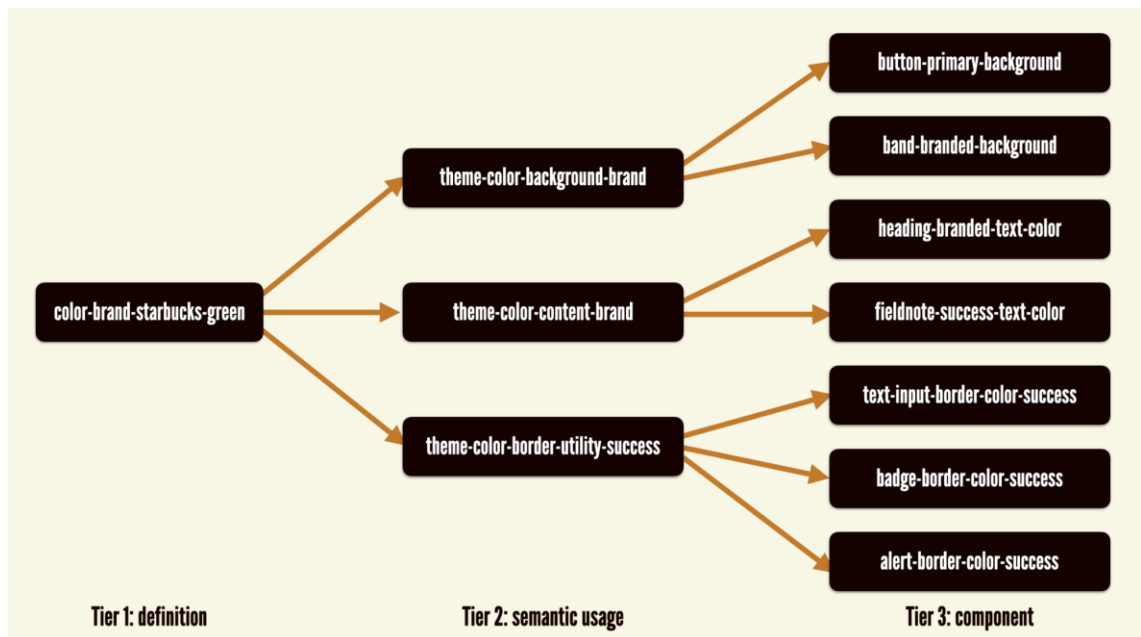 button-primary-background
band-branded-background
theme-color-background-brand
heading-branded-text-color
color-brand-starbucks-green
theme-color-content-brand
fieldnote-success-text-color
text-input-border-color-success
theme-color-border-utility-success
badge-border-color-success
alert-border-color-success
Tier 1: definition
Tier 2: semantic usage
Tier 3: component